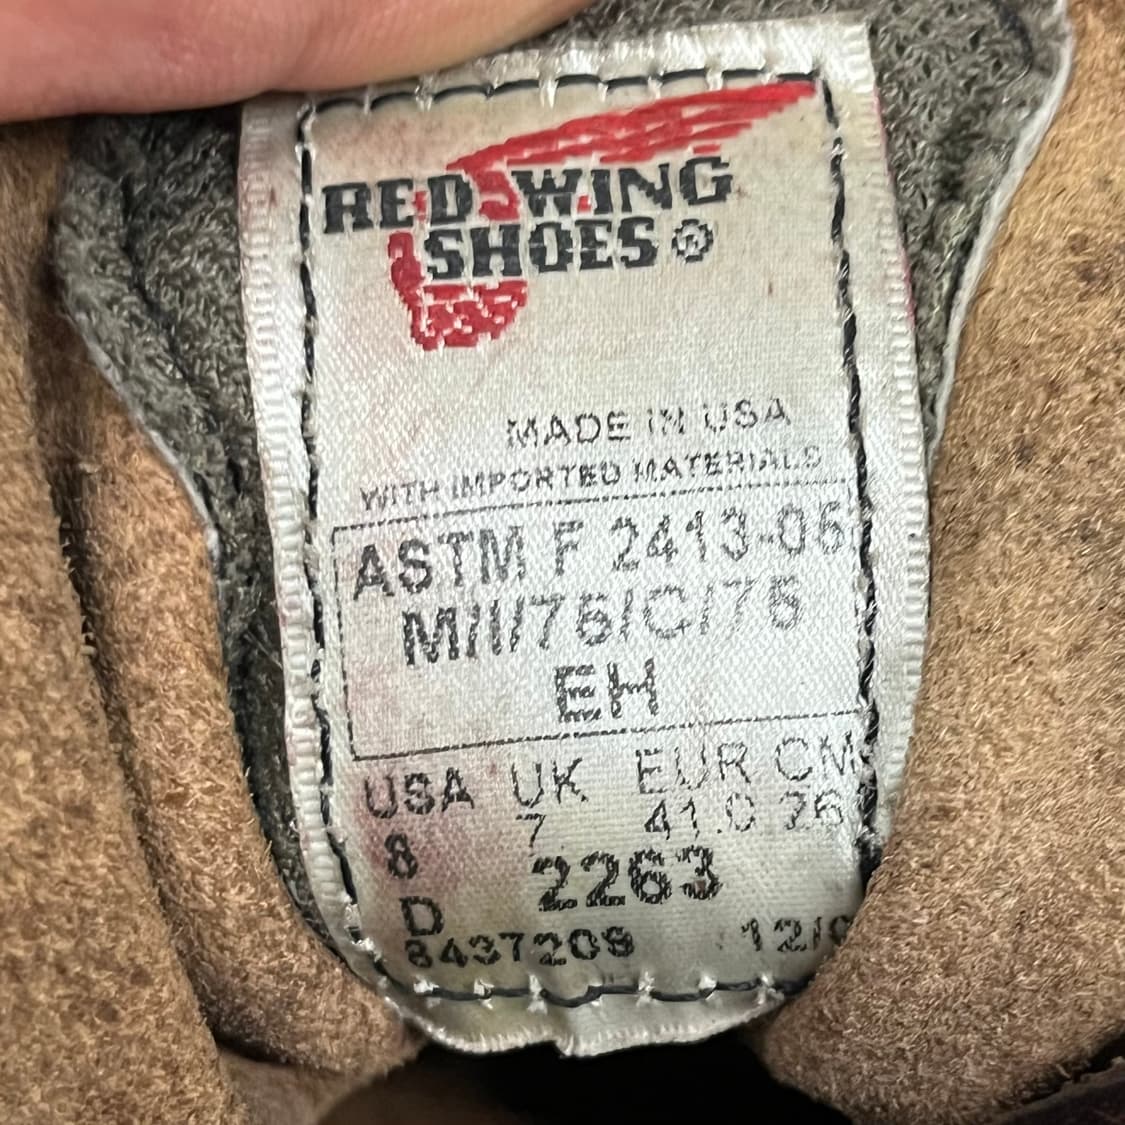 RED WING
SHOES®
MADE IN USA
WITH IMPORTED MATERIALS
ASTM F 2413-05
M/I/75/C/75
EH
USA UK EUR CM
8 7 41.0 26
D 2263